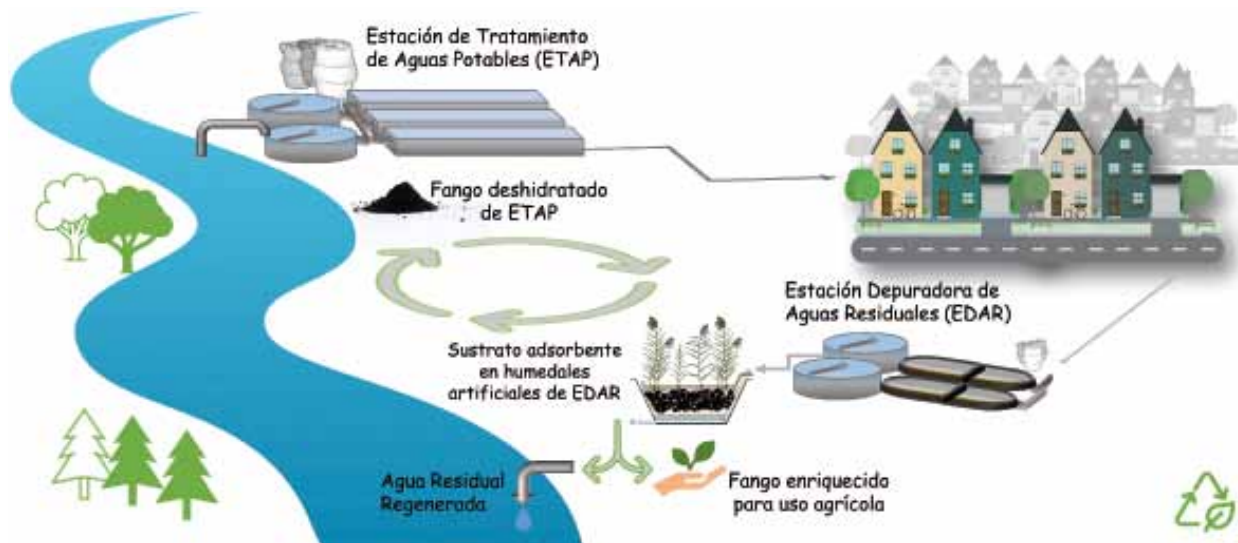 Estación de Tratamiento
de Aguas Potables (ETAP)
Fango deshidratado
de ETAP
Estación Depuradora de
Aguas Residuales (EDAR)
Sustrato adsorbente
en humedales
artificiales de EDAR
Agua Residual
Regenerada
Fango enriquecido
para uso agrícola